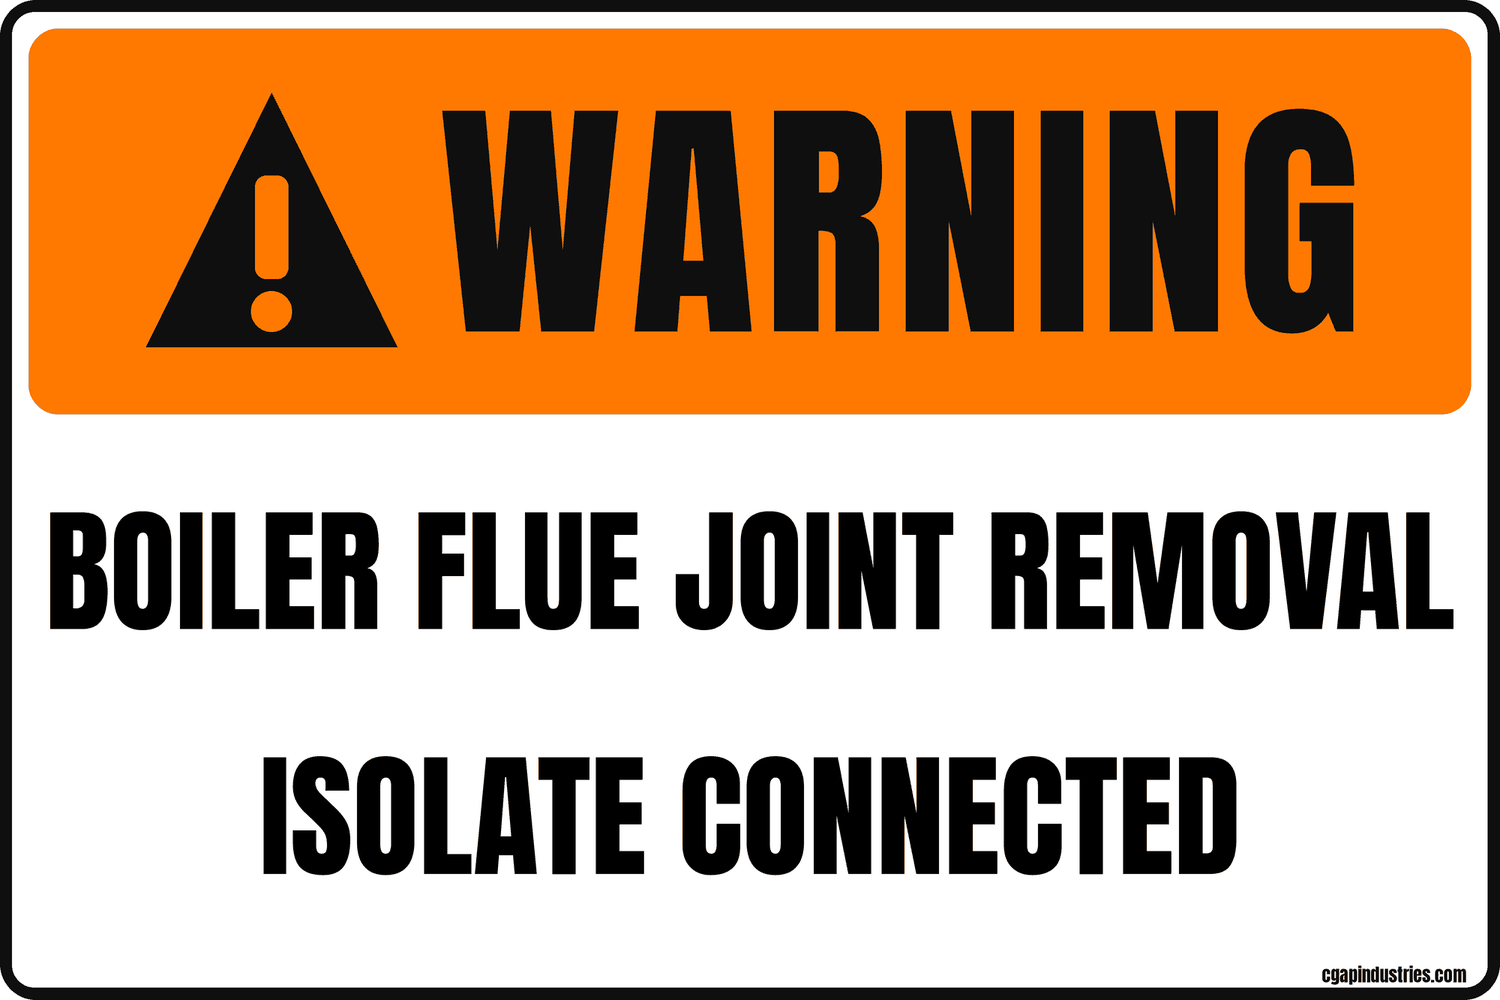 WARNING
BOILER FLUE JOINT REMOVAL
ISOLATE CONNECTED
cgapindustries.com